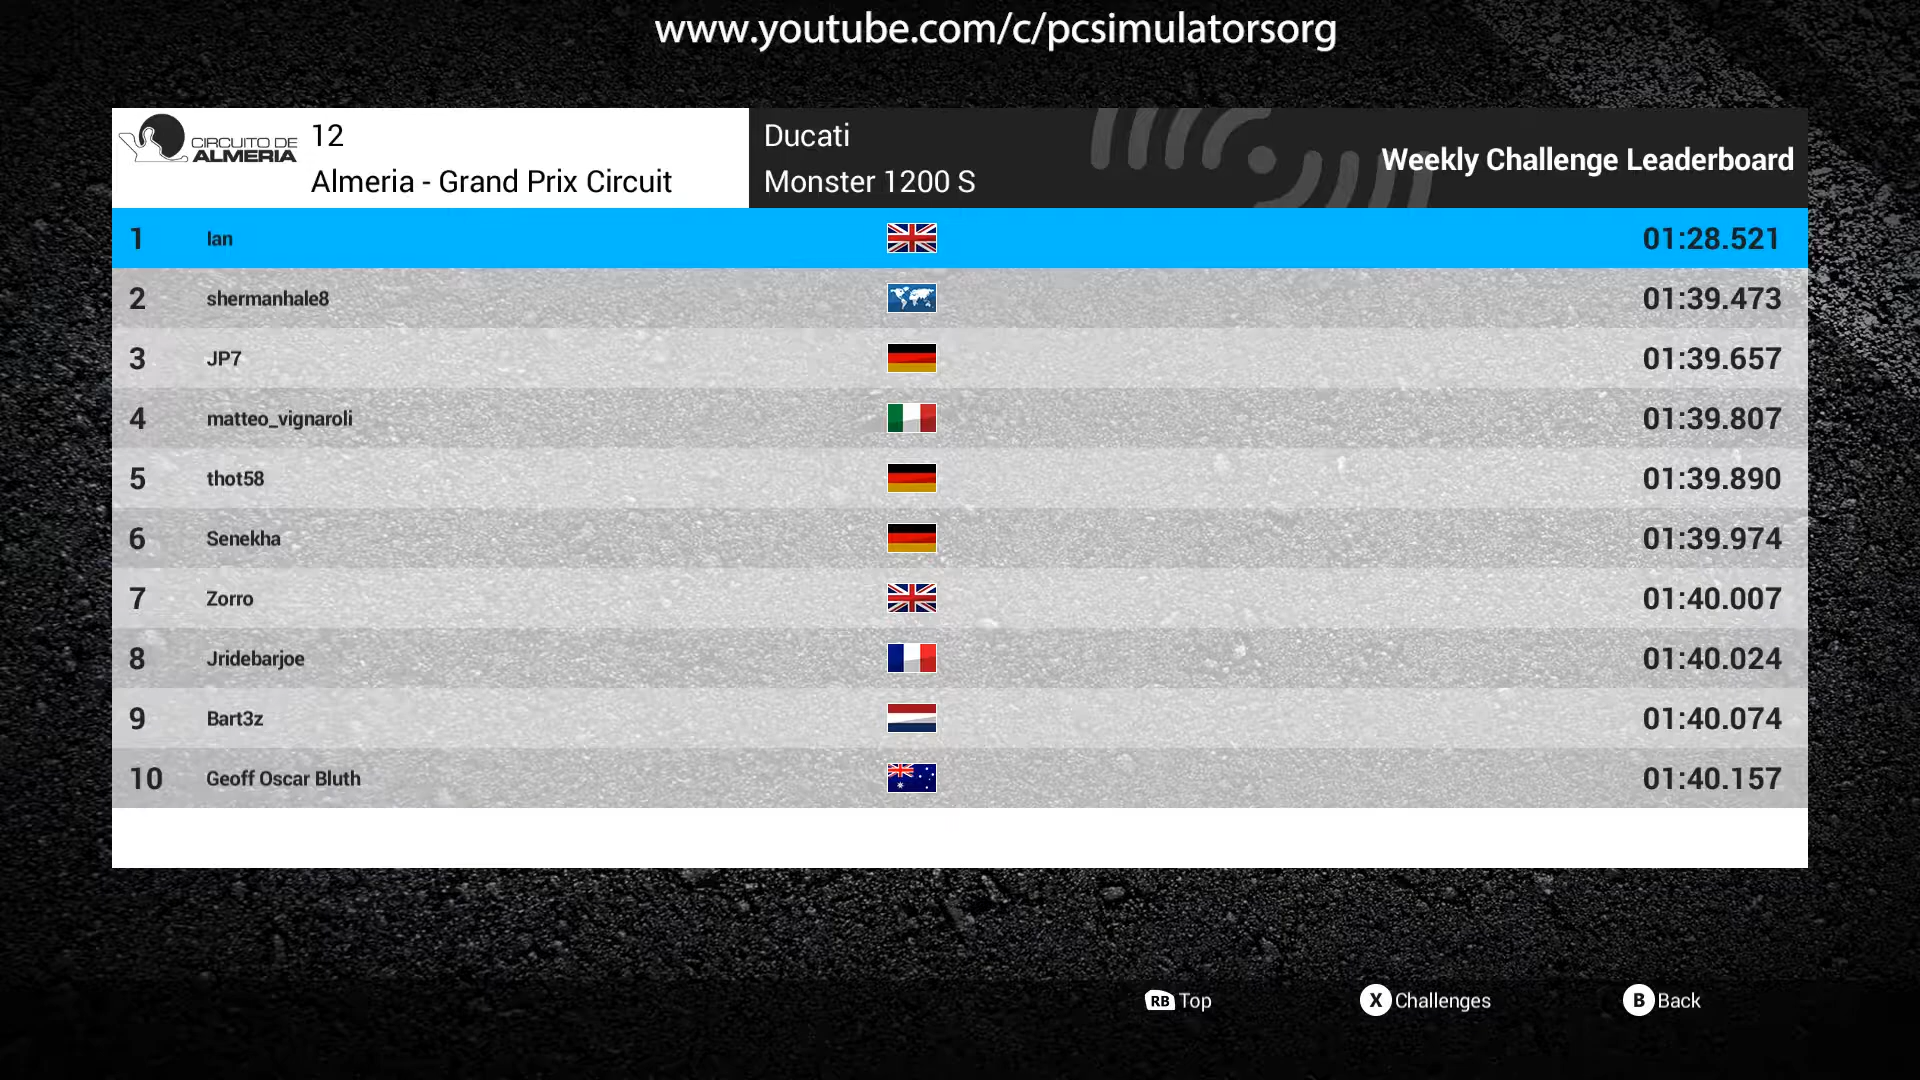 www.youtube.com/c/pcsimulatorsorg
CIRCUITO DE
ALMERIA
12
Almeria - Grand Prix Circuit
Ducati
Monster 1200 S
Weekly Challenge Leaderboard
1 Ian 01:28.521
2 shermanhale8 01:39.473
3 JP7 01:39.657
4 matteo_vignaroli 01:39.807
5 thot58 01:39.890
6 Senekha 01:39.974
7 Zorro 01:40.007
8 Jridebarjoe 01:40.024
9 Bart3z 01:40.074
10 Geoff Oscar Bluth 01:40.157
RB Top X Challenges B Back